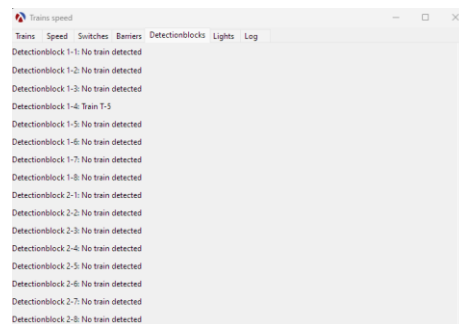 Trains speed
Trains Speed Switches Barriers Detectionblocks Lights Log
Detectionblock 1-1: No train detected
Detectionblock 1-2: No train detected
Detectionblock 1-3: No train detected
Detectionblock 1-4: Train T-5
Detectionblock 1-5: No train detected
Detectionblock 1-6: No train detected
Detectionblock 1-7: No train detected
Detectionblock 1-8: No train detected
Detectionblock 2-1: No train detected
Detectionblock 2-2: No train detected
Detectionblock 2-3: No train detected
Detectionblock 2-4: No train detected
Detectionblock 2-5: No train detected
Detectionblock 2-6: No train detected
Detectionblock 2-7: No train detected
Detectionblock 2-8: No train detected